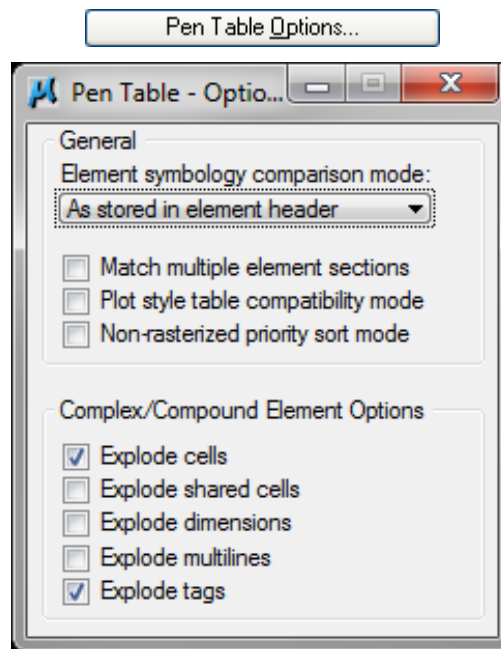 Pen Table Options...
Pen Table - Optio...
General
Element symbology comparison mode:
As stored in element header
Match multiple element sections
Plot style table compatibility mode
Non-rasterized priority sort mode
Complex/Compound Element Options
Explode cells
Explode shared cells
Explode dimensions
Explode multilines
Explode tags